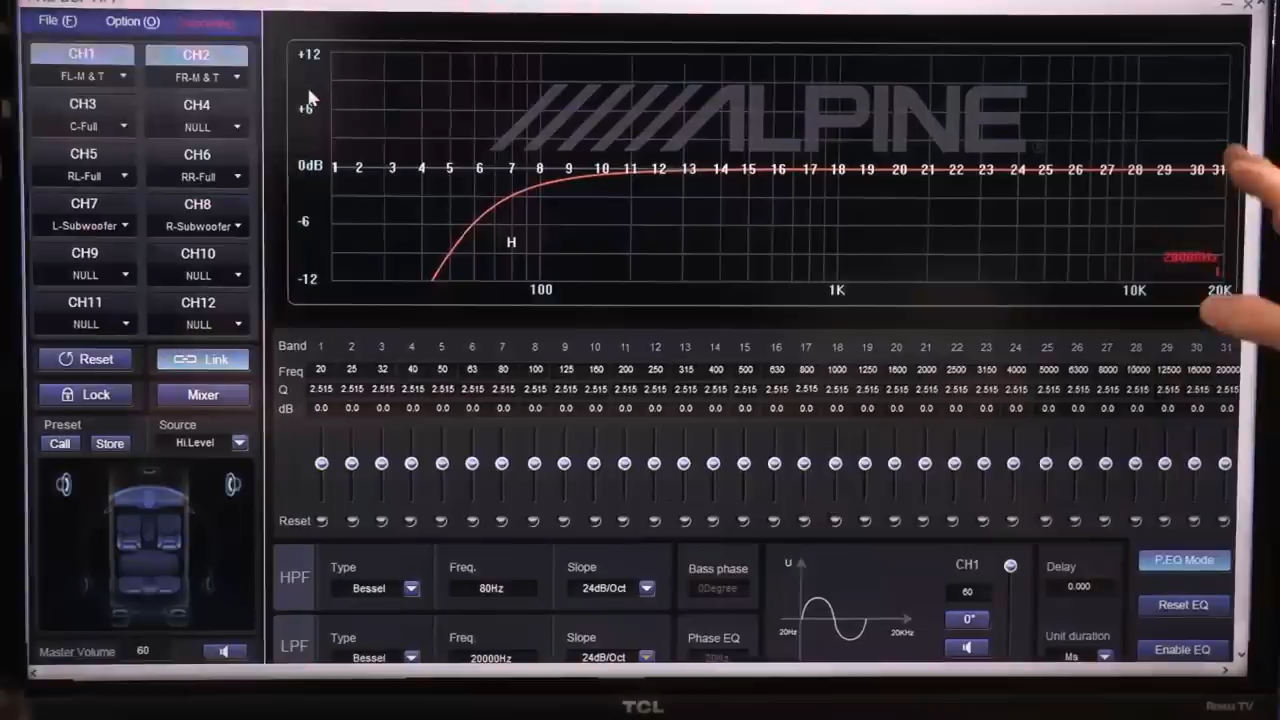 File (F) Option (O)
CH1 CH2
FL-M & T FR-M & T
CH3 CH4
C-Full NULL
CH5 CH6
RL-Full RR-Full
CH7 CH8
L-Subwoofer R-Subwoofer
CH9 CH10
NULL NULL
CH11 CH12
NULL NULL
Reset Link
Lock Mixer
Preset Source
Call Store Hi.Level
Master Volume 60
ALPINE
+12
+6
0dB 1 2 3 4 5 6 7 8 9 10 11 12 13 14 15 16 17 18 19 20 21 22 23 24 25 26 27 28 29 30 31
-6
H
-12
100 1K 10K 20K
Band 1 2 3 4 5 6 7 8 9 10 11 12 13 14 15 16 17 18 19 20 21 22 23 24 25 26 27 28 29 30 31
Freq 20 25 32 40 50 63 80 100 125 160 200 250 315 400 500 630 800 1000 1250 1600 2000 2500 3150 4000 5000 6300 8000 10000 12500 16000 20000
Q 2.515 2.515 2.515 2.515 2.515 2.515 2.515 2.515 2.515 2.515 2.515 2.515 2.515 2.515 2.515 2.515 2.515 2.515 2.515 2.515 2.515 2.515 2.515 2.515 2.515 2.515 2.515 2.515 2.515 2.515 2.515
dB 0.0 0.0 0.0 0.0 0.0 0.0 0.0 0.0 0.0 0.0 0.0 0.0 0.0 0.0 0.0 0.0 0.0 0.0 0.0 0.0 0.0 0.0 0.0 0.0 0.0 0.0 0.0 0.0 0.0 0.0 0.0
Reset
HPF Type Freq. Slope Bass phase
Bessel 80Hz 24dB/Oct 0Degree
LPF Type Freq. Slope Phase EQ
Bessel 20000Hz 24dB/Oct 20Hz
U
20Hz 20KHz
CH1
60
0°
Delay
0.000
Unit duration
Ms
P.EQ Mode
Reset EQ
Enable EQ
TCL
Roku TV